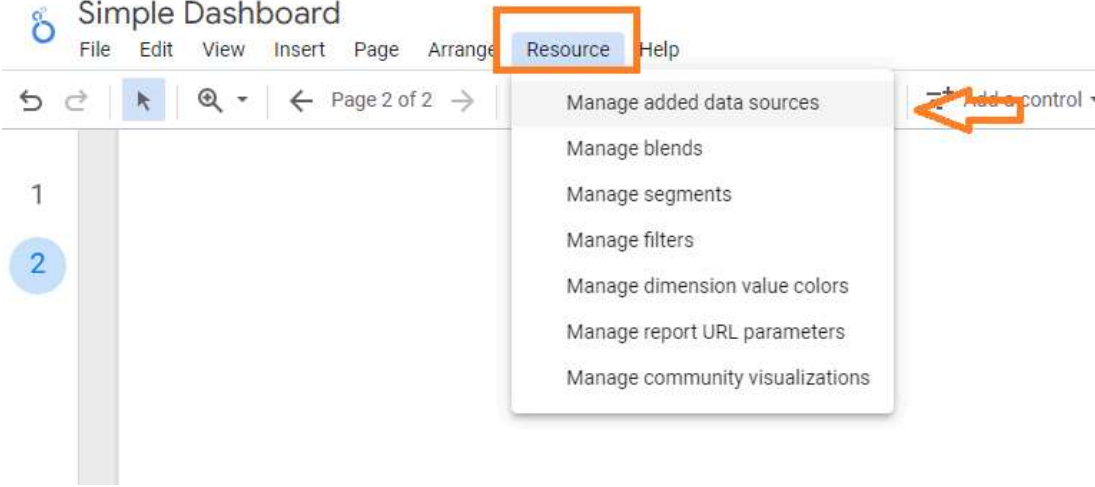 Simple Dashboard
File Edit View Insert Page Arrange Resource Help
Page 2 of 2 Add a control
Manage added data sources
Manage blends
1
Manage segments
Manage filters
2
Manage dimension value colors
Manage report URL parameters
Manage community visualizations